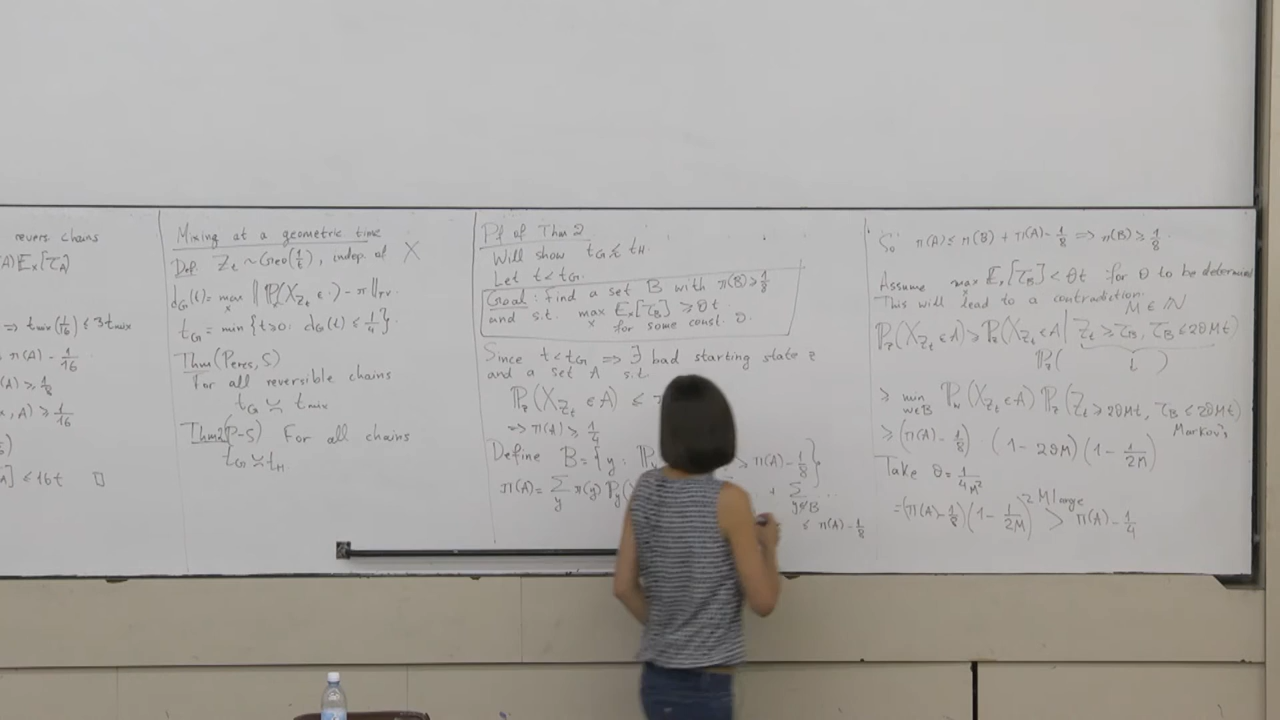 revers. chains
A) E_x[τ_A]
⇒ t_mix(t/16) ≤ 3t_mix
π(A) - 1/16
(A) ≥ 1/8
, A) ≥ 1/16
] ≤ 16t □
Mixing at a geometric time
Def. Z_t ~ Geo(1/t), indep. of X
d_G(t) = max_x ‖P_x(X_{Z_t} ∈ ·) - π‖_TV
t_G = min{t≥0: d_G(t) ≤ 1/4}
Thm (Peres, S)
For all reversible chains
t_G ≍ t_mix
Thm2 (P-S) For all chains
t_G ≍ t_H.
Pf of Thm 2
Will show t_G ≲ t_H.
Let t < t_G.
Goal: find a set B with π(B) ≥ 1/8
and s.t. max_x E_x[τ_B] ≥ θt
for some const. θ.
Since t < t_G ⇒ ∃ bad starting state z
and a set A s.t.
P_z(X_{Z_t} ∈ A) ≤
⇒ π(A) ≥ 1/4
Define B = {y: P_y ≥ π(A) - 1/8}
π(A) = Σ_y π(y) P_y( + Σ_{y∉B} ...
≤ π(A) - 1/8
So π(A) ≤ π(B) + π(A) - 1/8 ⇒ π(B) ≥ 1/8.
Assume max_x E_x[τ_B] < θt for θ to be determined
This will lead to a contradiction. M ∈ N
P_z(X_{Z_t} ∈ A) ≥ P_z(X_{Z_t} ∈ A | Z_t ≥ τ_B, τ_B < 2θMt)
P_z( )
≥ min_{w∈B} P_w(X_{Z_t} ∈ A) P_z(Z_t ≥ 2θMt, τ_B < 2θMt)
Markov's
≥ (π(A) - 1/8) (1 - 2θM)(1 - 1/2M)
Take θ = 1/4M²
= (π(A) - 1/8)(1 - 1/2M)² > π(A) - 1/4
M large